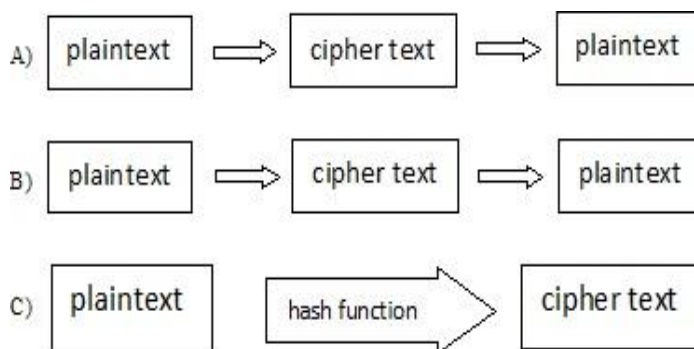 A) plaintext cipher text plaintext
B) plaintext cipher text plaintext
C) plaintext hash function cipher text